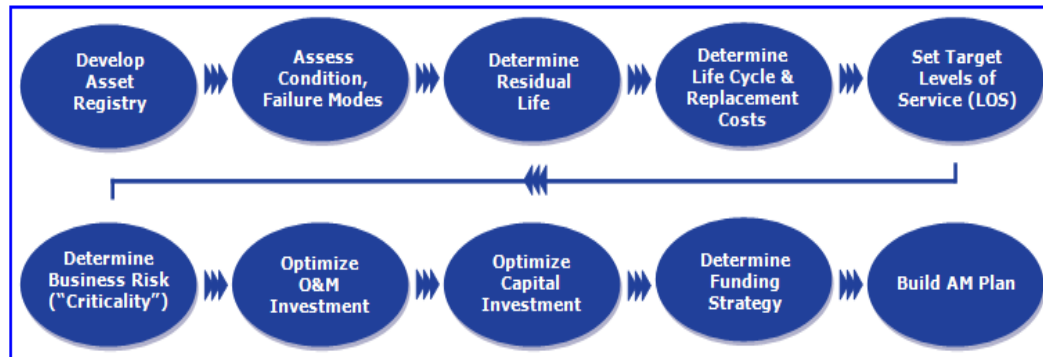 Develop
Asset
Registry
Assess
Condition,
Failure Modes
Determine
Residual
Life
Determine
Life Cycle &
Replacement
Costs
Set Target
Levels of
Service (LOS)
Determine
Business Risk
(“Criticality”)
Optimize
O&M
Investment
Optimize
Capital
Investment
Determine
Funding
Strategy
Build AM Plan